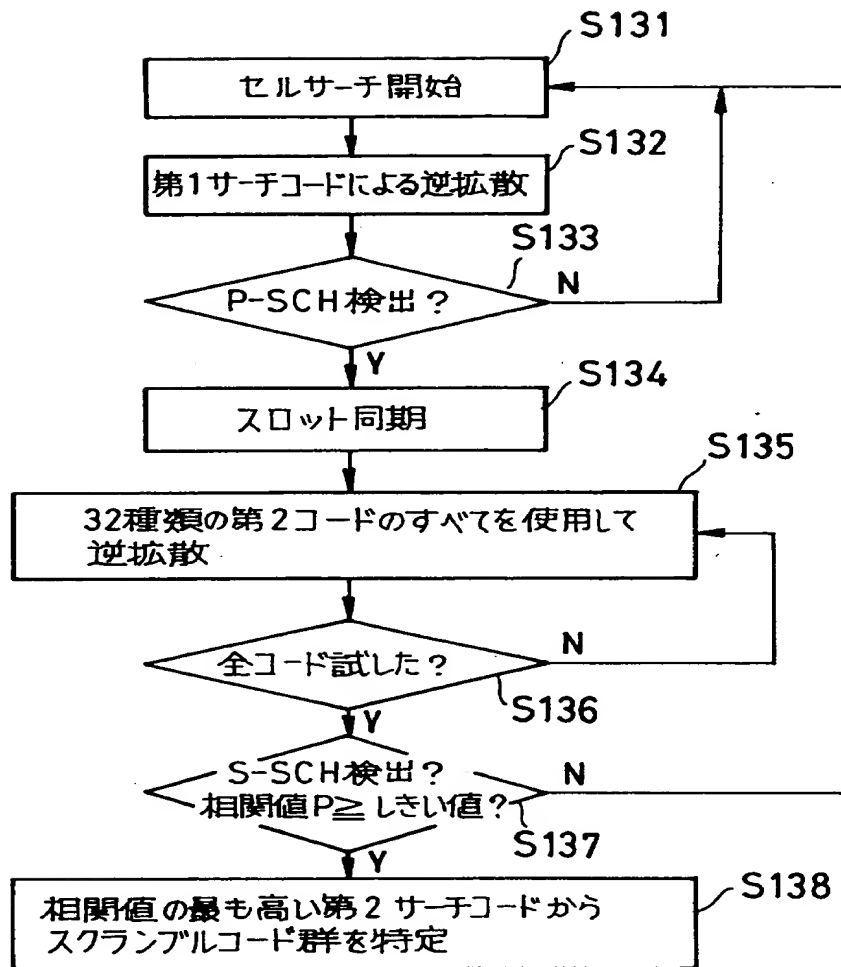 S131
セルサーチ開始
S132
第1サーチコードによる逆拡散
S133
P-SCH検出?
N
Y
S134
スロット同期
S135
32種類の第2コードのすべてを使用して
逆拡散
全コード試した?
N
S136
Y
S-SCH検出?
N
相関値P≧しきい値?
S137
Y
S138
相関値の最も高い第2サーチコードから
スクランブルコード群を特定